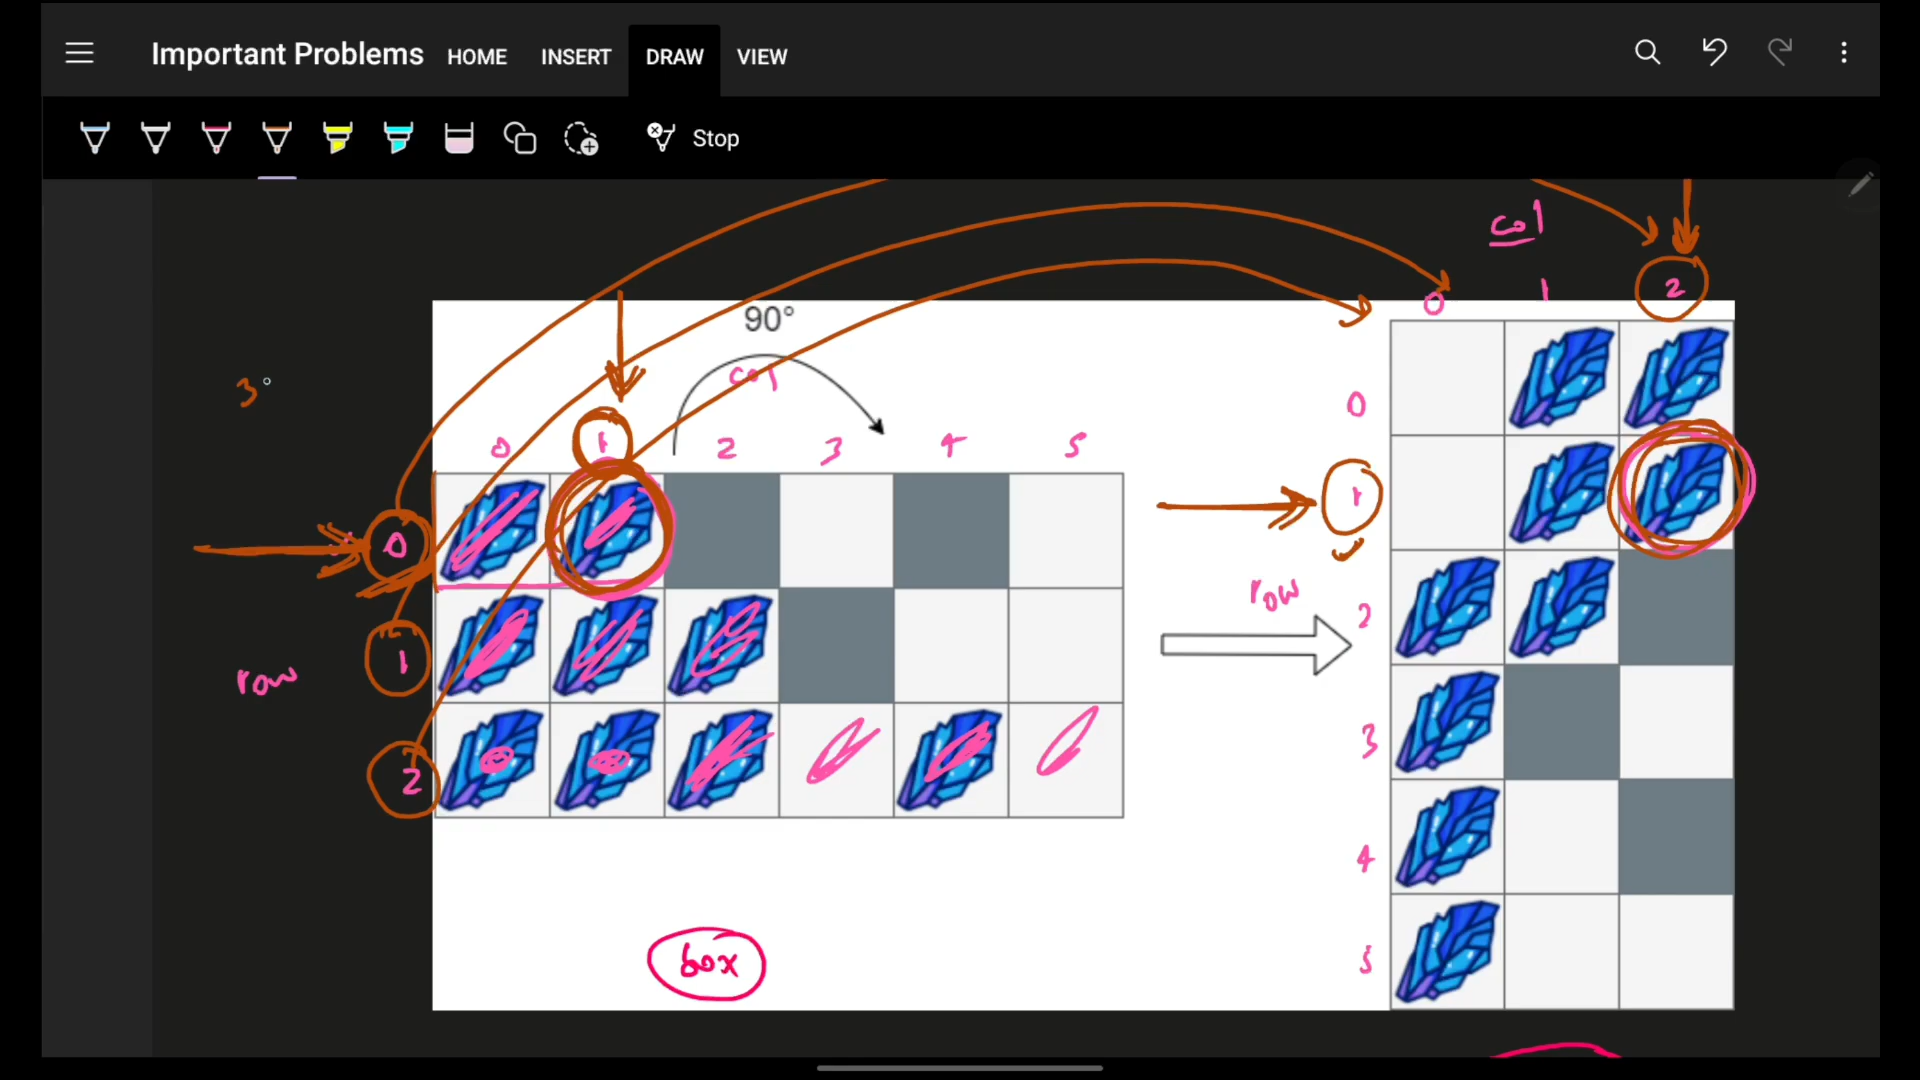 Important Problems HOME INSERT DRAW VIEW
Stop
col
0 1 2
90°
3°
col
0 1 2 3 4 5
0
0
1
1
row
2
row
3
2
4
box
5